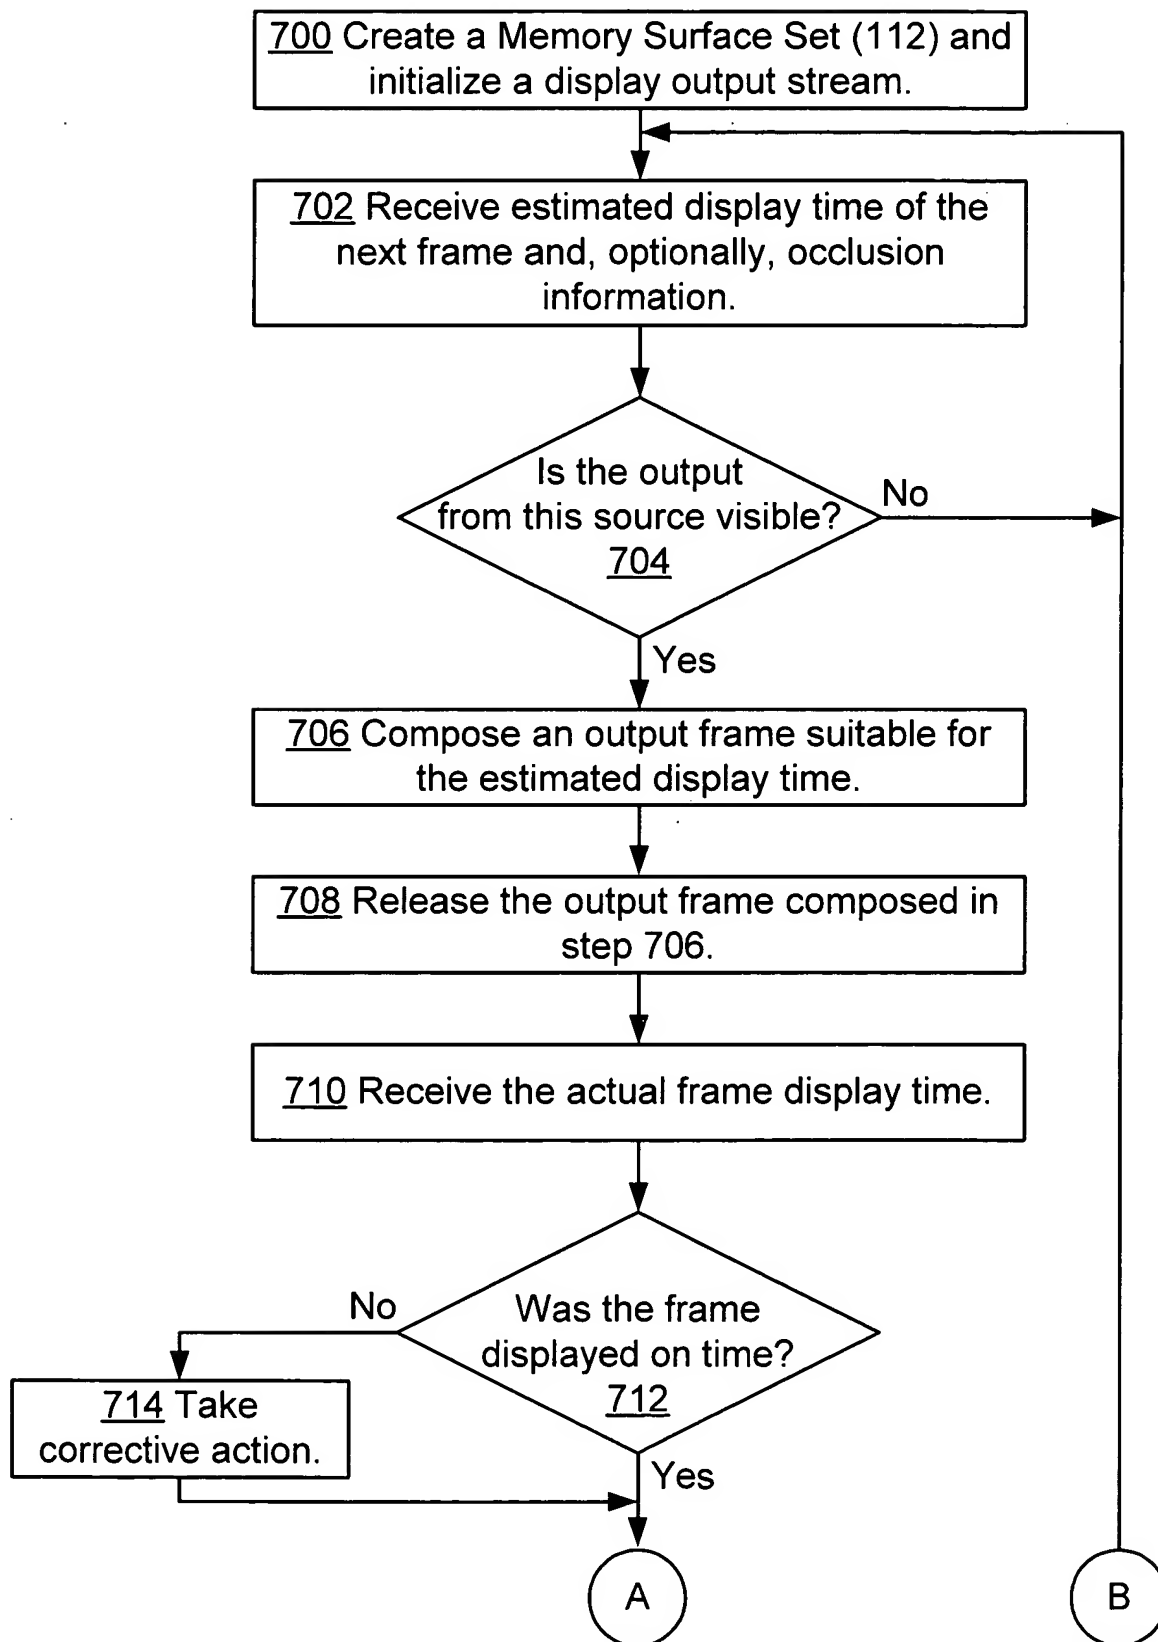 700 Create a Memory Surface Set (112) and
initialize a display output stream.
702 Receive estimated display time of the
next frame and, optionally, occlusion
information.
Is the output
from this source visible?
704
No
Yes
706 Compose an output frame suitable for
the estimated display time.
708 Release the output frame composed in
step 706.
710 Receive the actual frame display time.
No
Was the frame
displayed on time?
712
714 Take
corrective action.
Yes
A
B